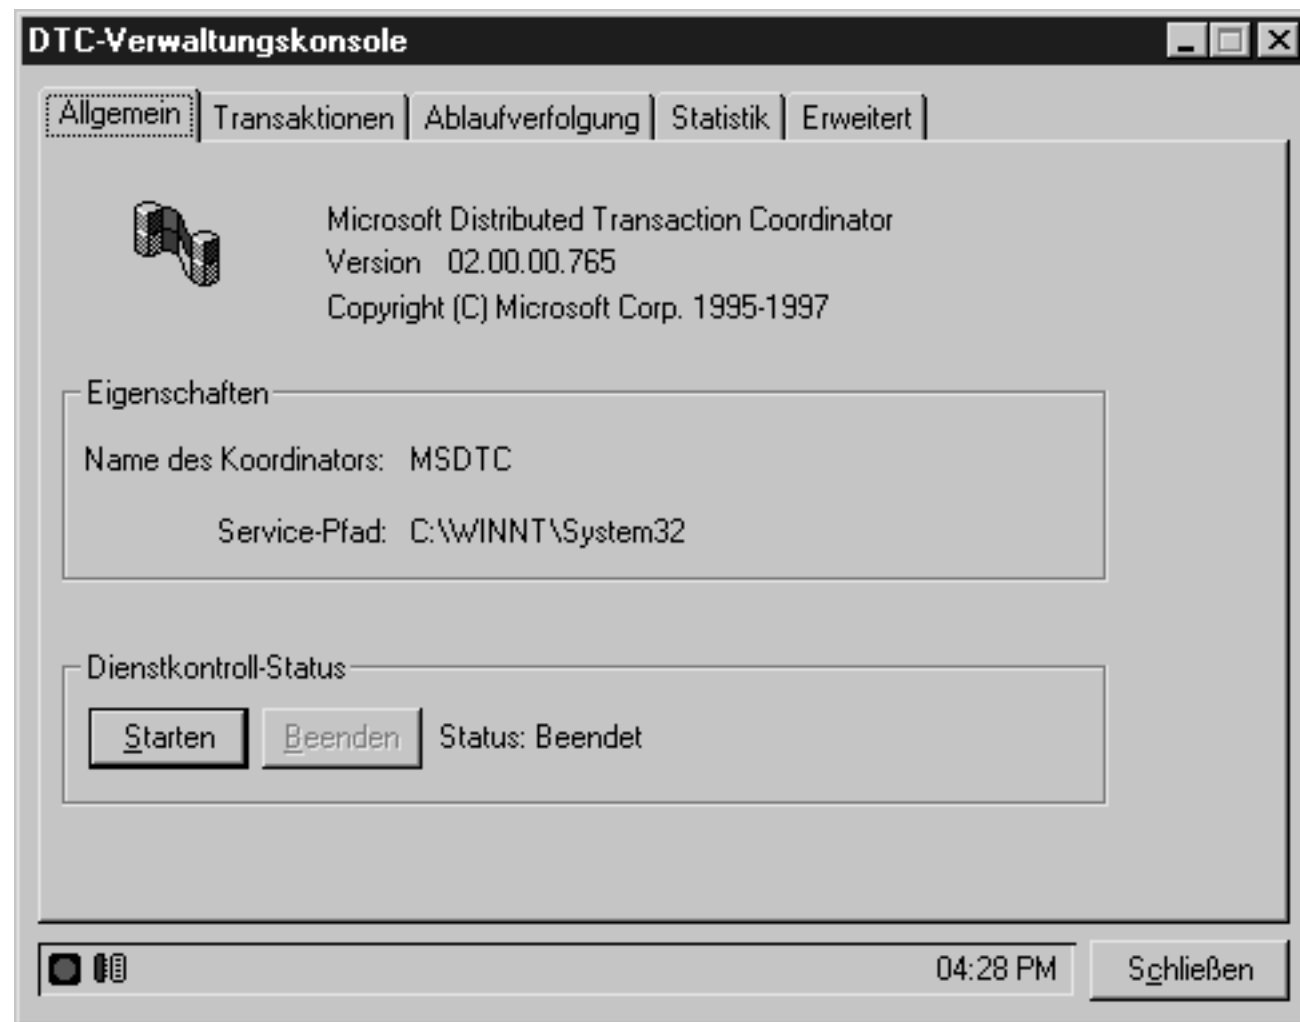 DTC-Verwaltungskonsole
Allgemein Transaktionen Ablaufverfolgung Statistik Erweitert
Microsoft Distributed Transaction Coordinator
Version 02.00.00.765
Copyright (C) Microsoft Corp. 1995-1997
Eigenschaften
Name des Koordinators: MSDTC
Service-Pfad: C:\WINNT\System32
Dienstkontroll-Status
Starten Beenden Status: Beendet
04:28 PM Schließen